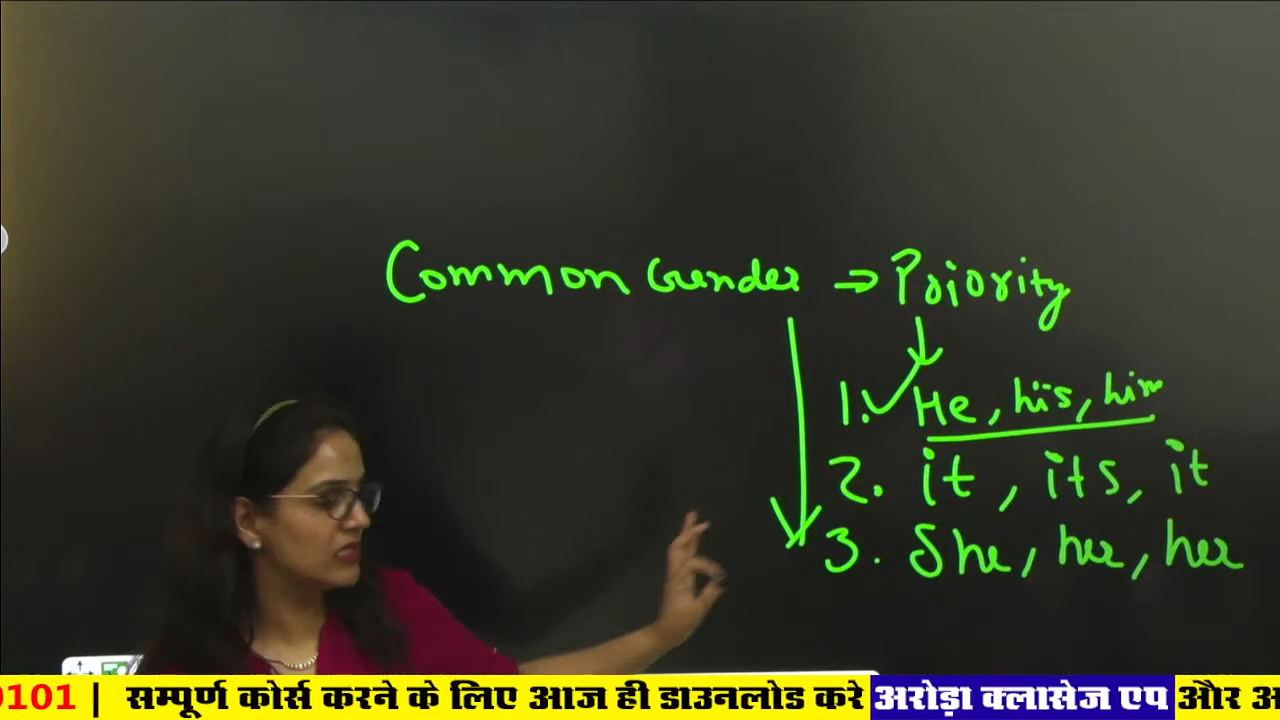 Common Gender ⇒ Priority
1. ✓ He, his, him
2. it, its, it
3. She, her, her
0101 | सम्पूर्ण कोर्स करने के लिए आज ही डाउनलोड करे अरोड़ा क्लासेज एप और